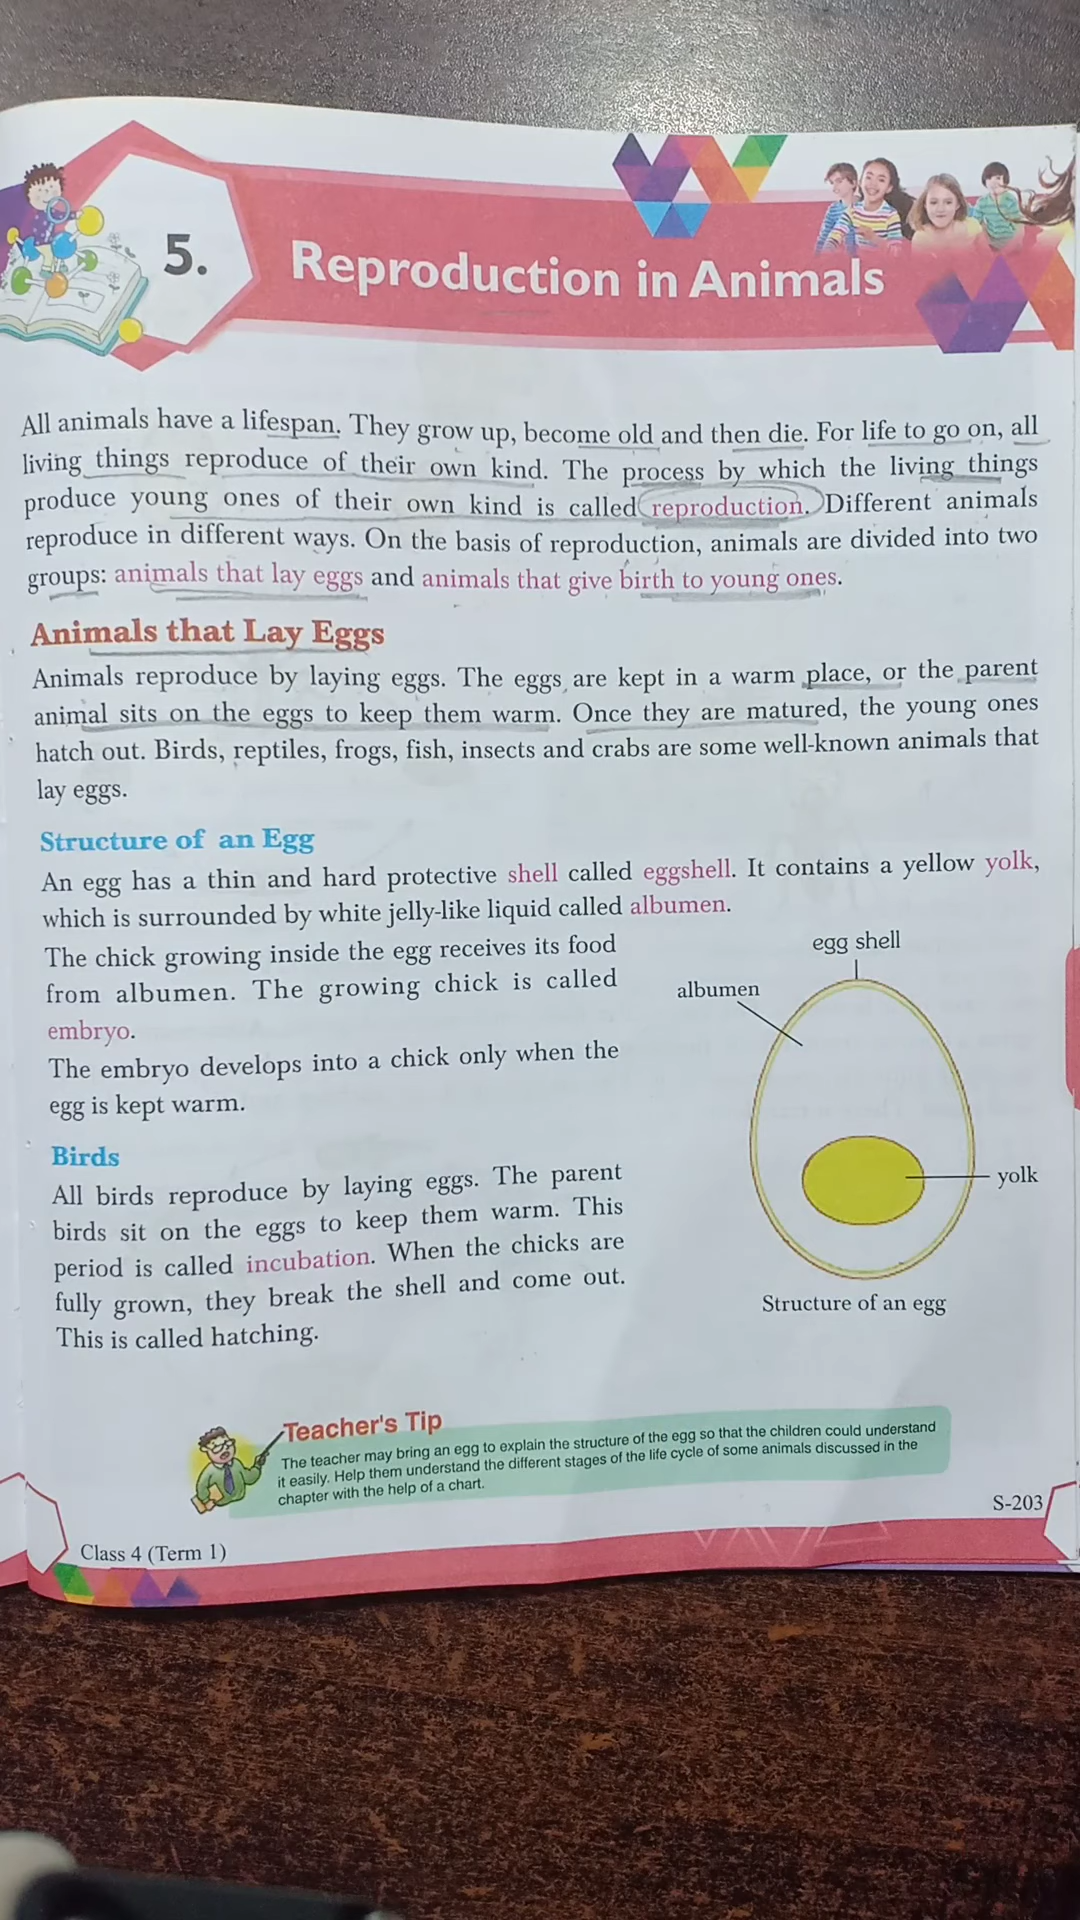 5.
Reproduction in Animals
All animals have a lifespan. They grow up, become old and then die. For life to go on, all
living things reproduce of their own kind. The process by which the living things
produce young ones of their own kind is called reproduction. Different animals
reproduce in different ways. On the basis of reproduction, animals are divided into two
groups: animals that lay eggs and animals that give birth to young ones.
Animals that Lay Eggs
Animals reproduce by laying eggs. The eggs are kept in a warm place, or the parent
animal sits on the eggs to keep them warm. Once they are matured, the young ones
hatch out. Birds, reptiles, frogs, fish, insects and crabs are some well-known animals that
lay eggs.
Structure of an Egg
An egg has a thin and hard protective shell called eggshell. It contains a yellow yolk,
which is surrounded by white jelly-like liquid called albumen.
The chick growing inside the egg receives its food
from albumen. The growing chick is called
embryo.
The embryo develops into a chick only when the
egg is kept warm.
Birds
All birds reproduce by laying eggs. The parent
birds sit on the eggs to keep them warm. This
period is called incubation. When the chicks are
fully grown, they break the shell and come out.
This is called hatching.
egg shell
albumen
yolk
Structure of an egg
Teacher's Tip
The teacher may bring an egg to explain the structure of the egg so that the children could understand
it easily. Help them understand the different stages of the life cycle of some animals discussed in the
chapter with the help of a chart.
S-203
Class 4 (Term 1)